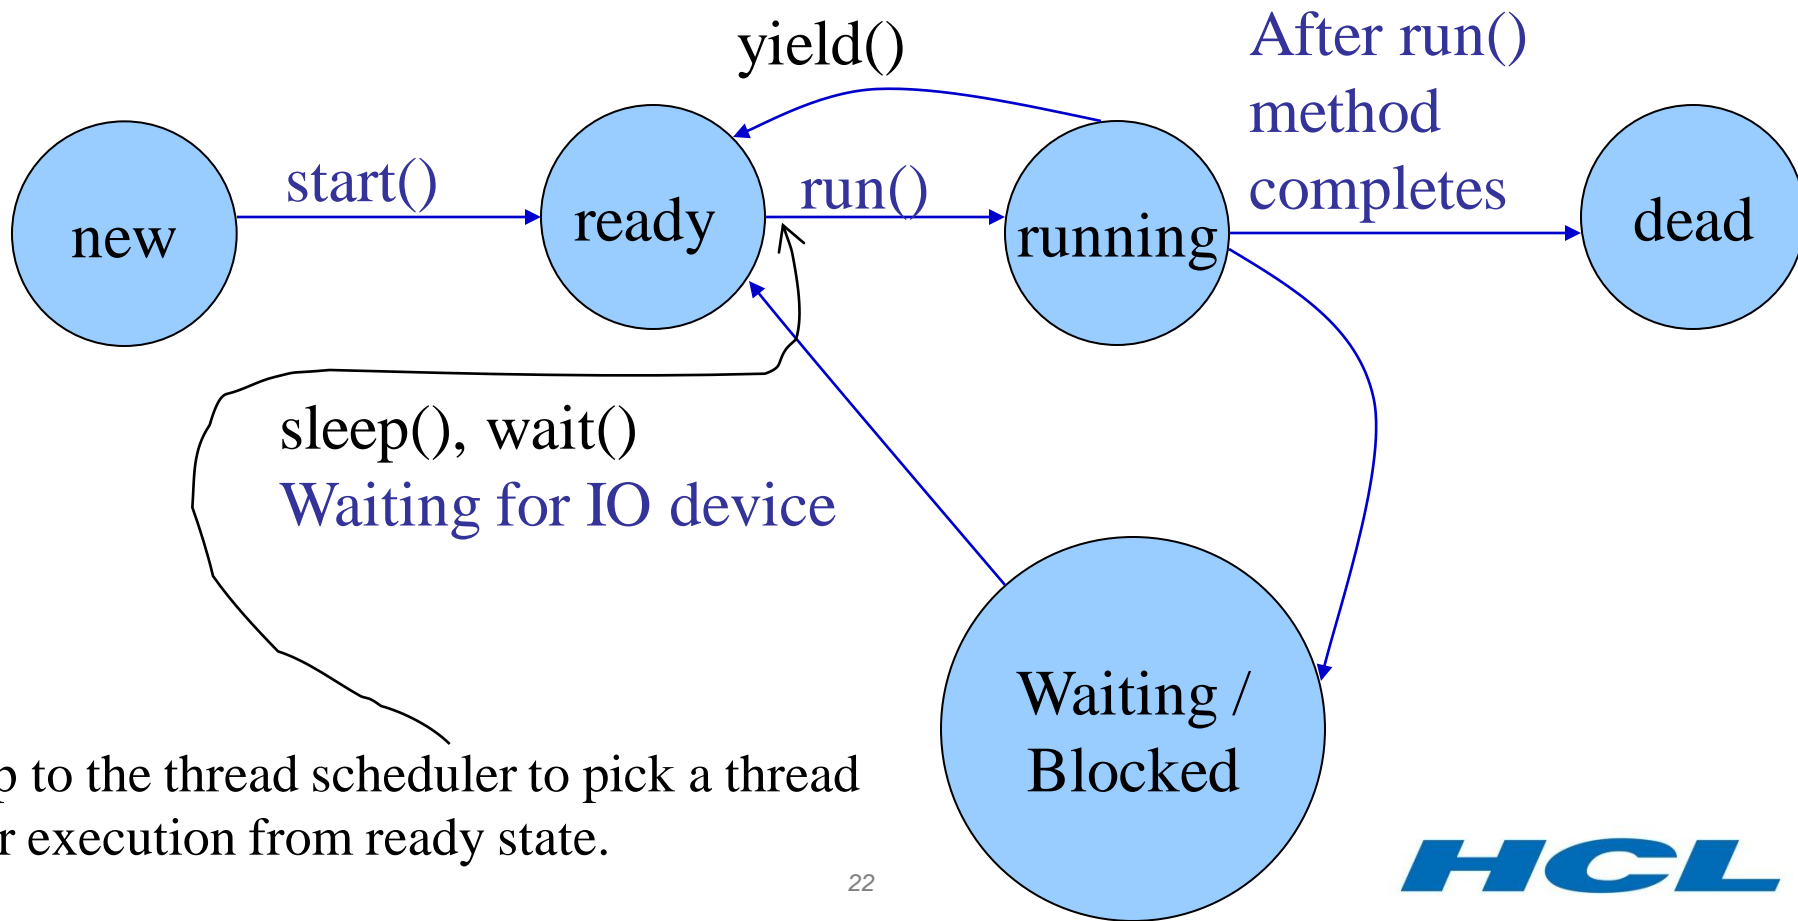 yield()
After run()
method
completes
start()
run()
new
ready
running
dead
sleep(), wait()
Waiting for IO device
Waiting /
Blocked
to the thread scheduler to pick a thread
execution from ready state.
22
HCL